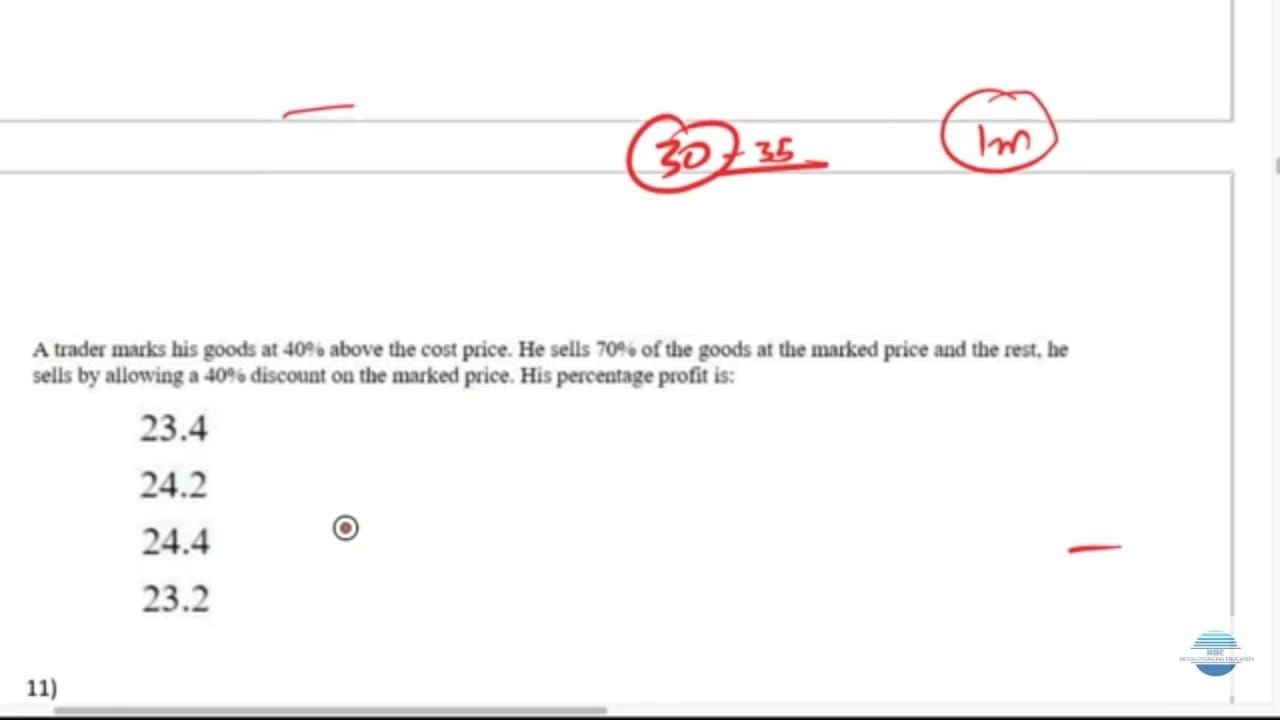 30 - 35
1m
A trader marks his goods at 40% above the cost price. He sells 70% of the goods at the marked price and the rest, he
sells by allowing a 40% discount on the marked price. His percentage profit is:
23.4
24.2
24.4
23.2
11)